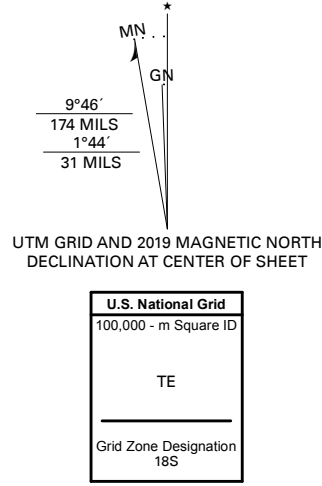 ★
MN
GN
9°46´
174 MILS
1°44´
31 MILS
UTM GRID AND 2019 MAGNETIC NORTH
DECLINATION AT CENTER OF SHEET
U.S. National Grid
100,000 - m Square ID
TE
Grid Zone Designation
18S